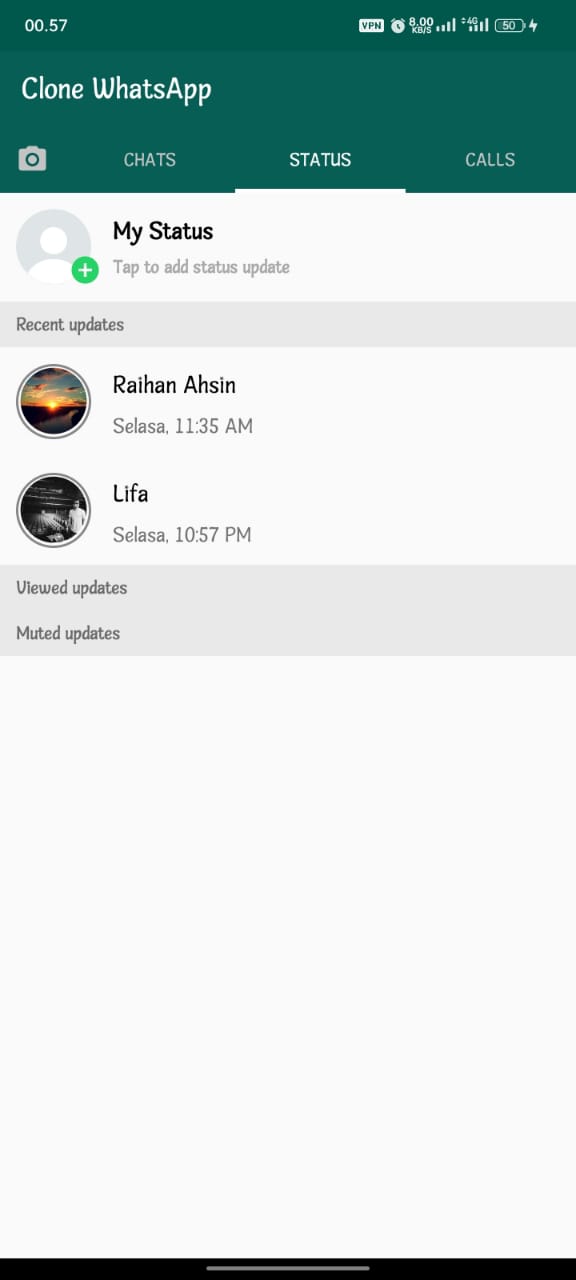 00.57
VPN 8.00 KB/S 4G 50
Clone WhatsApp
CHATS STATUS CALLS
My Status
Tap to add status update
Recent updates
Raihan Ahsin
Selasa, 11:35 AM
Lifa
Selasa, 10:57 PM
Viewed updates
Muted updates